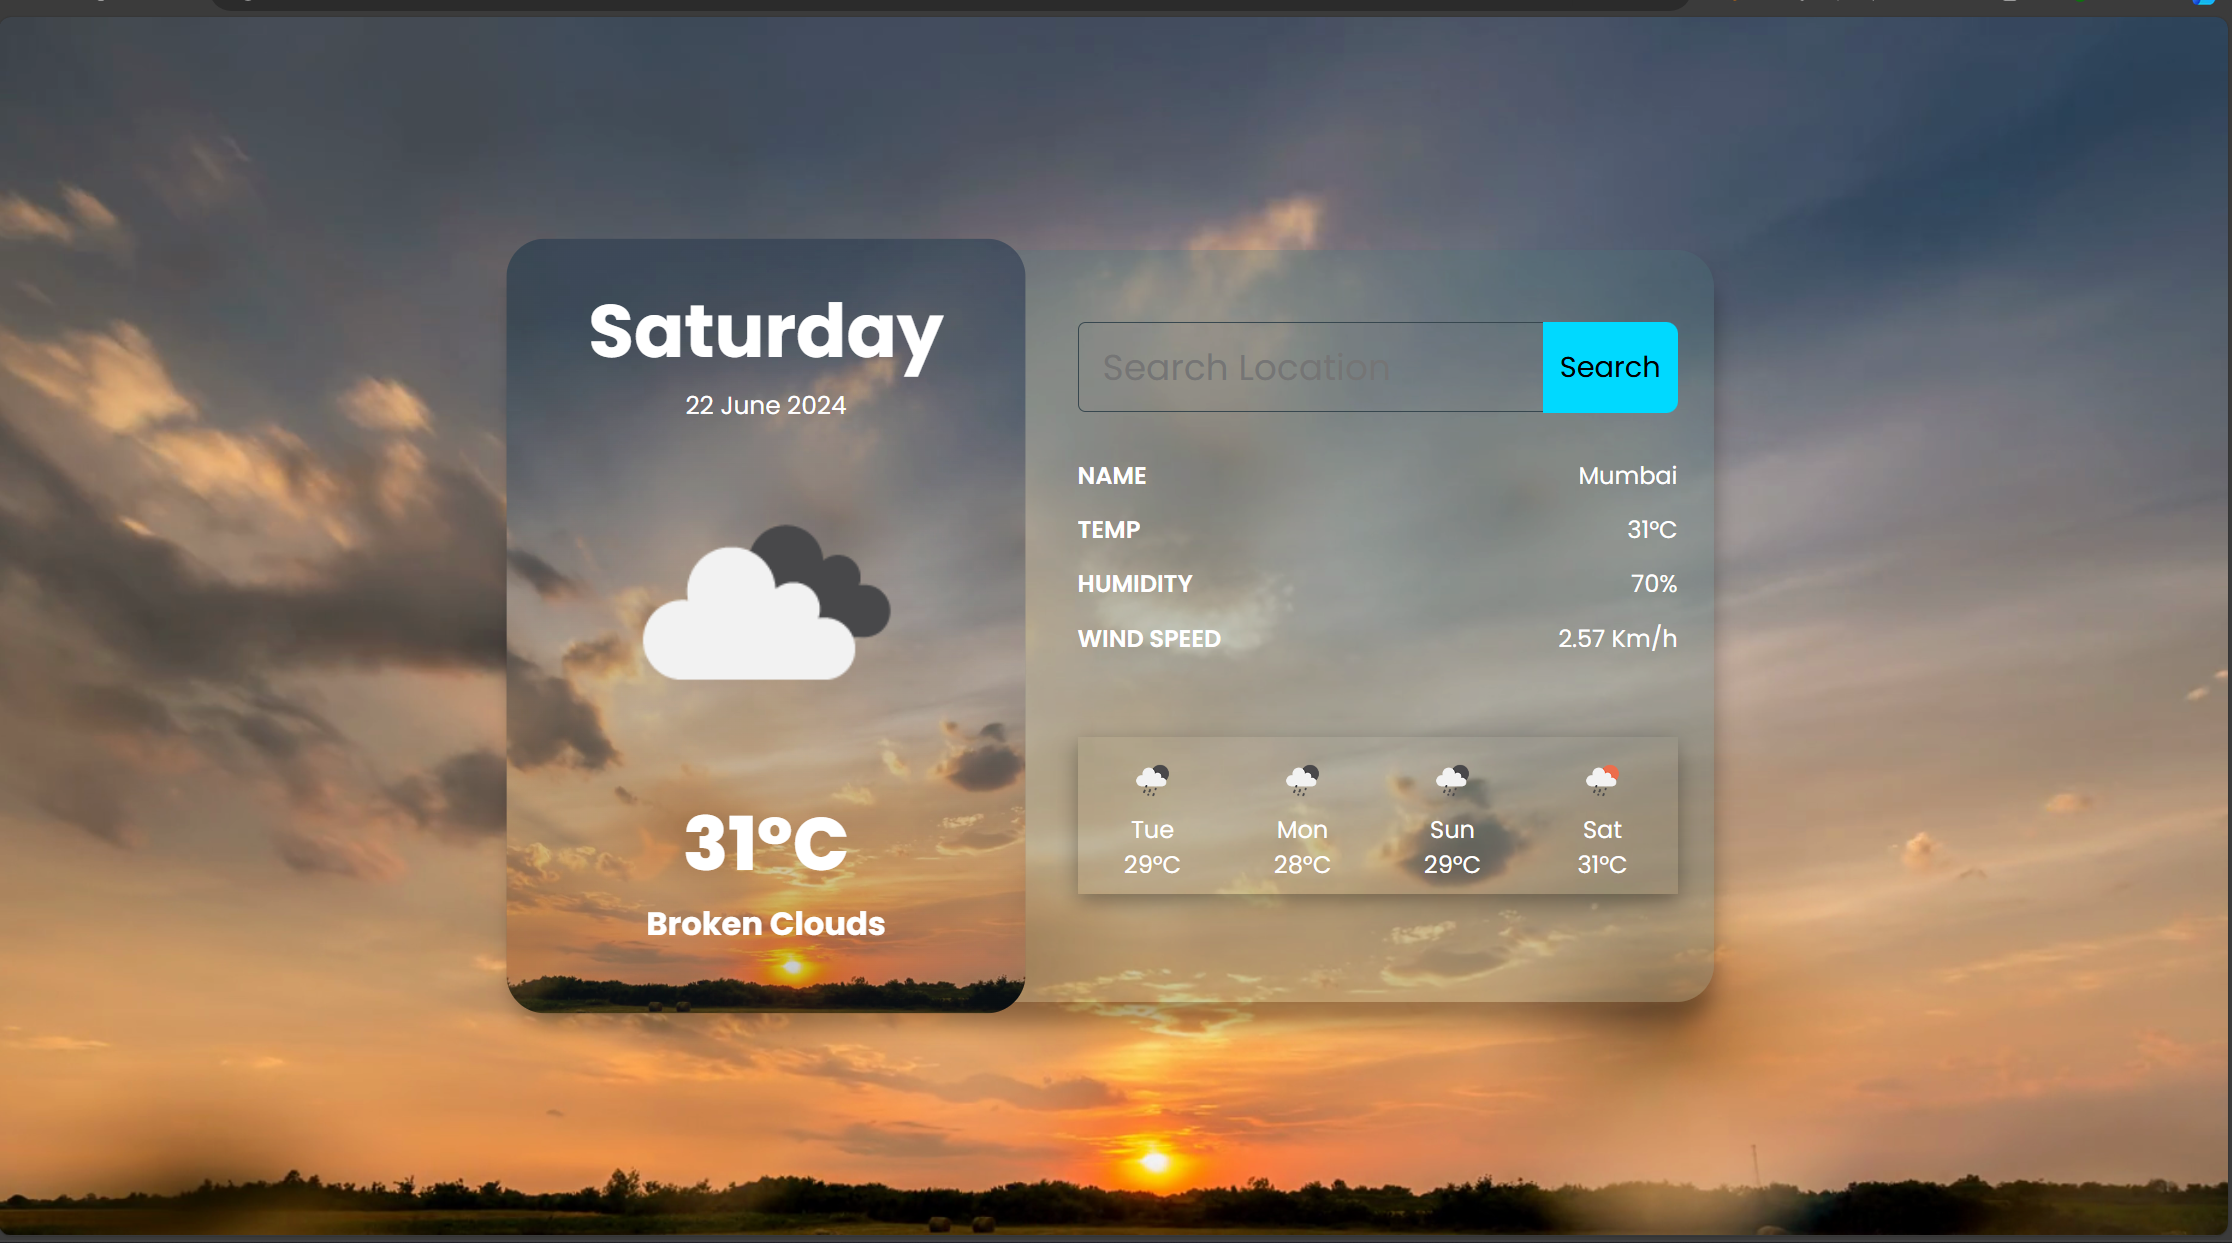 Saturday
22 June 2024
31°C
Broken Clouds
Search Location
Search
NAME Mumbai
TEMP 31°C
HUMIDITY 70%
WIND SPEED 2.57 Km/h
Tue Mon Sun Sat
29°C 28°C 29°C 31°C